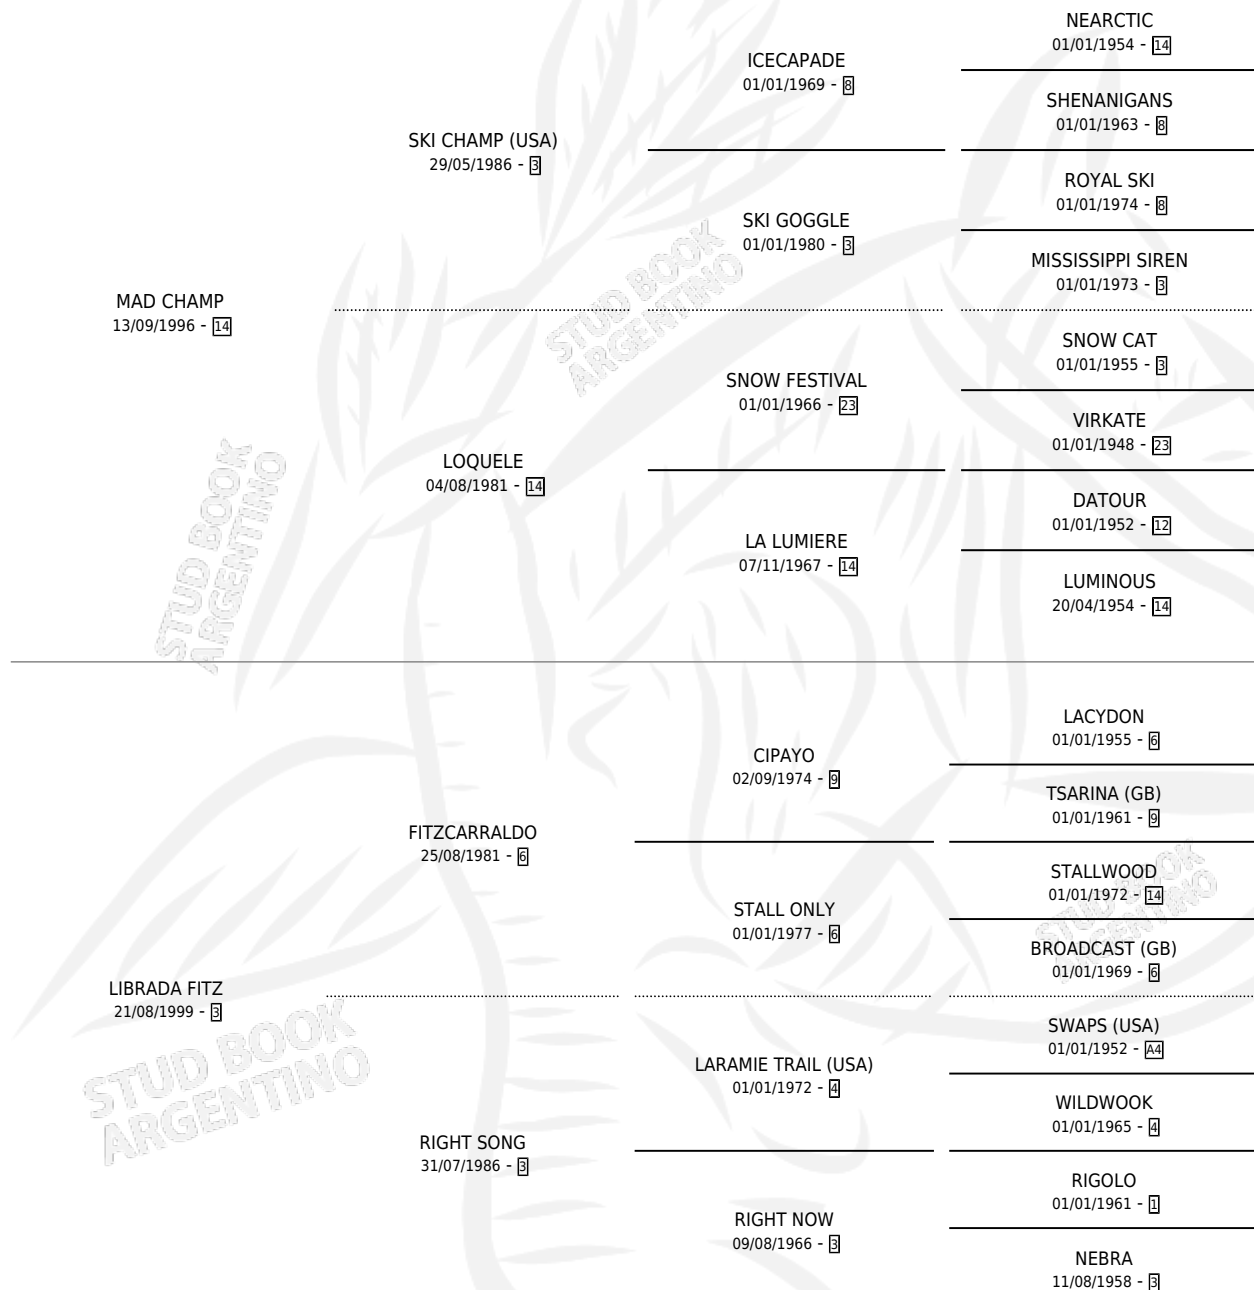 NEARCTIC
01/01/1954 - 14
ICECAPADE
01/01/1969 - 8
SHENANIGANS
01/01/1963 - 8
SKI CHAMP (USA)
29/05/1986 - 3
ROYAL SKI
01/01/1974 - 8
SKI GOGGLE
01/01/1980 - 3
MISSISSIPPI SIREN
01/01/1973 - 3
MAD CHAMP
13/09/1996 - 14
SNOW CAT
01/01/1955 - 3
SNOW FESTIVAL
01/01/1966 - 23
VIRKATE
01/01/1948 - 23
LOQUELE
04/08/1981 - 14
DATOUR
01/01/1952 - 12
LA LUMIERE
07/11/1967 - 14
LUMINOUS
20/04/1954 - 14
LACYDON
01/01/1955 - 6
CIPAYO
02/09/1974 - 9
TSARINA (GB)
01/01/1961 - 9
FITZCARRALDO
25/08/1981 - 6
STALLWOOD
01/01/1972 - 14
STALL ONLY
01/01/1977 - 6
BROADCAST (GB)
01/01/1969 - 6
LIBRADA FITZ
21/08/1999 - 3
SWAPS (USA)
01/01/1952 - A4
LARAMIE TRAIL (USA)
01/01/1972 - 4
WILDWOOK
01/01/1965 - 4
RIGHT SONG
31/07/1986 - 3
RIGOLO
01/01/1961 - 1
RIGHT NOW
09/08/1966 - 3
NEBRA
11/08/1958 - 3
STUD BOOK
ARGENTINO
STUD BOOK
ARGENTINO
STUD BOOK
ARGENTINO
STUD BOOK
ARGENTINO